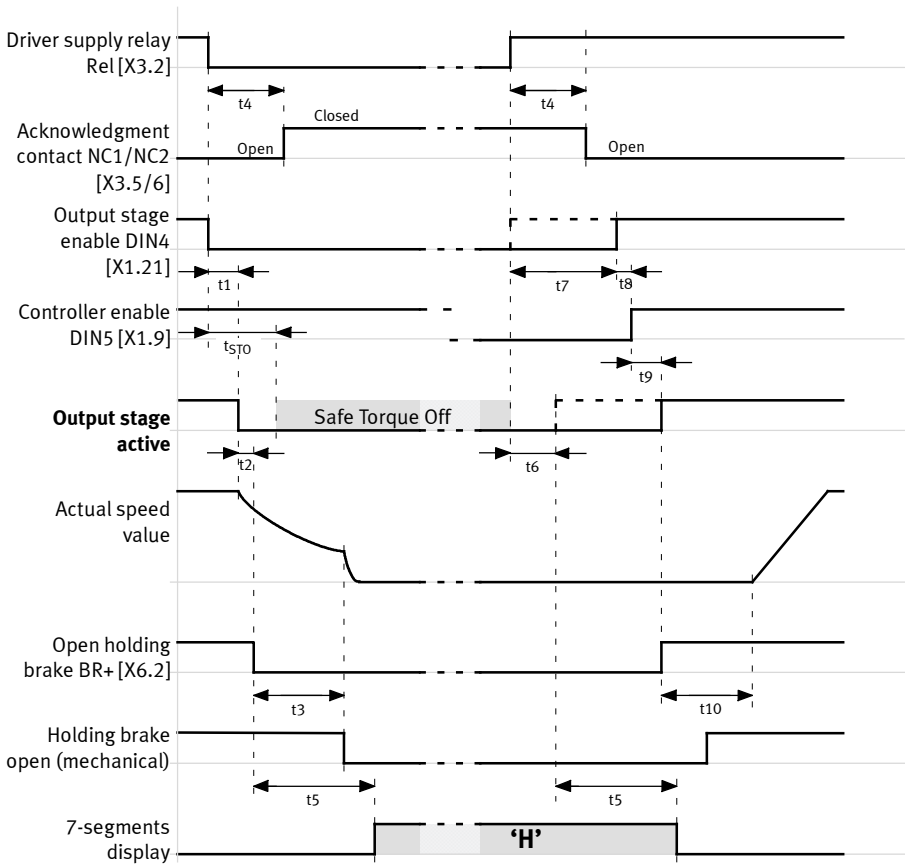 Driver supply relay
Rel [X3.2]
t4
t4
Closed
Acknowledgment
contact NC1/NC2
[X3.5/6]
Open
Open
Output stage
enable DIN4
[X1.21]
t1
t7
t8
Controller enable
DIN5 [X1.9]
tSTO
t9
Output stage
active
Safe Torque Off
t2
t6
Actual speed
value
Open holding
brake BR+ [X6.2]
t3
t10
Holding brake
open (mechanical)
t5
t5
7-segments
display
‘H’